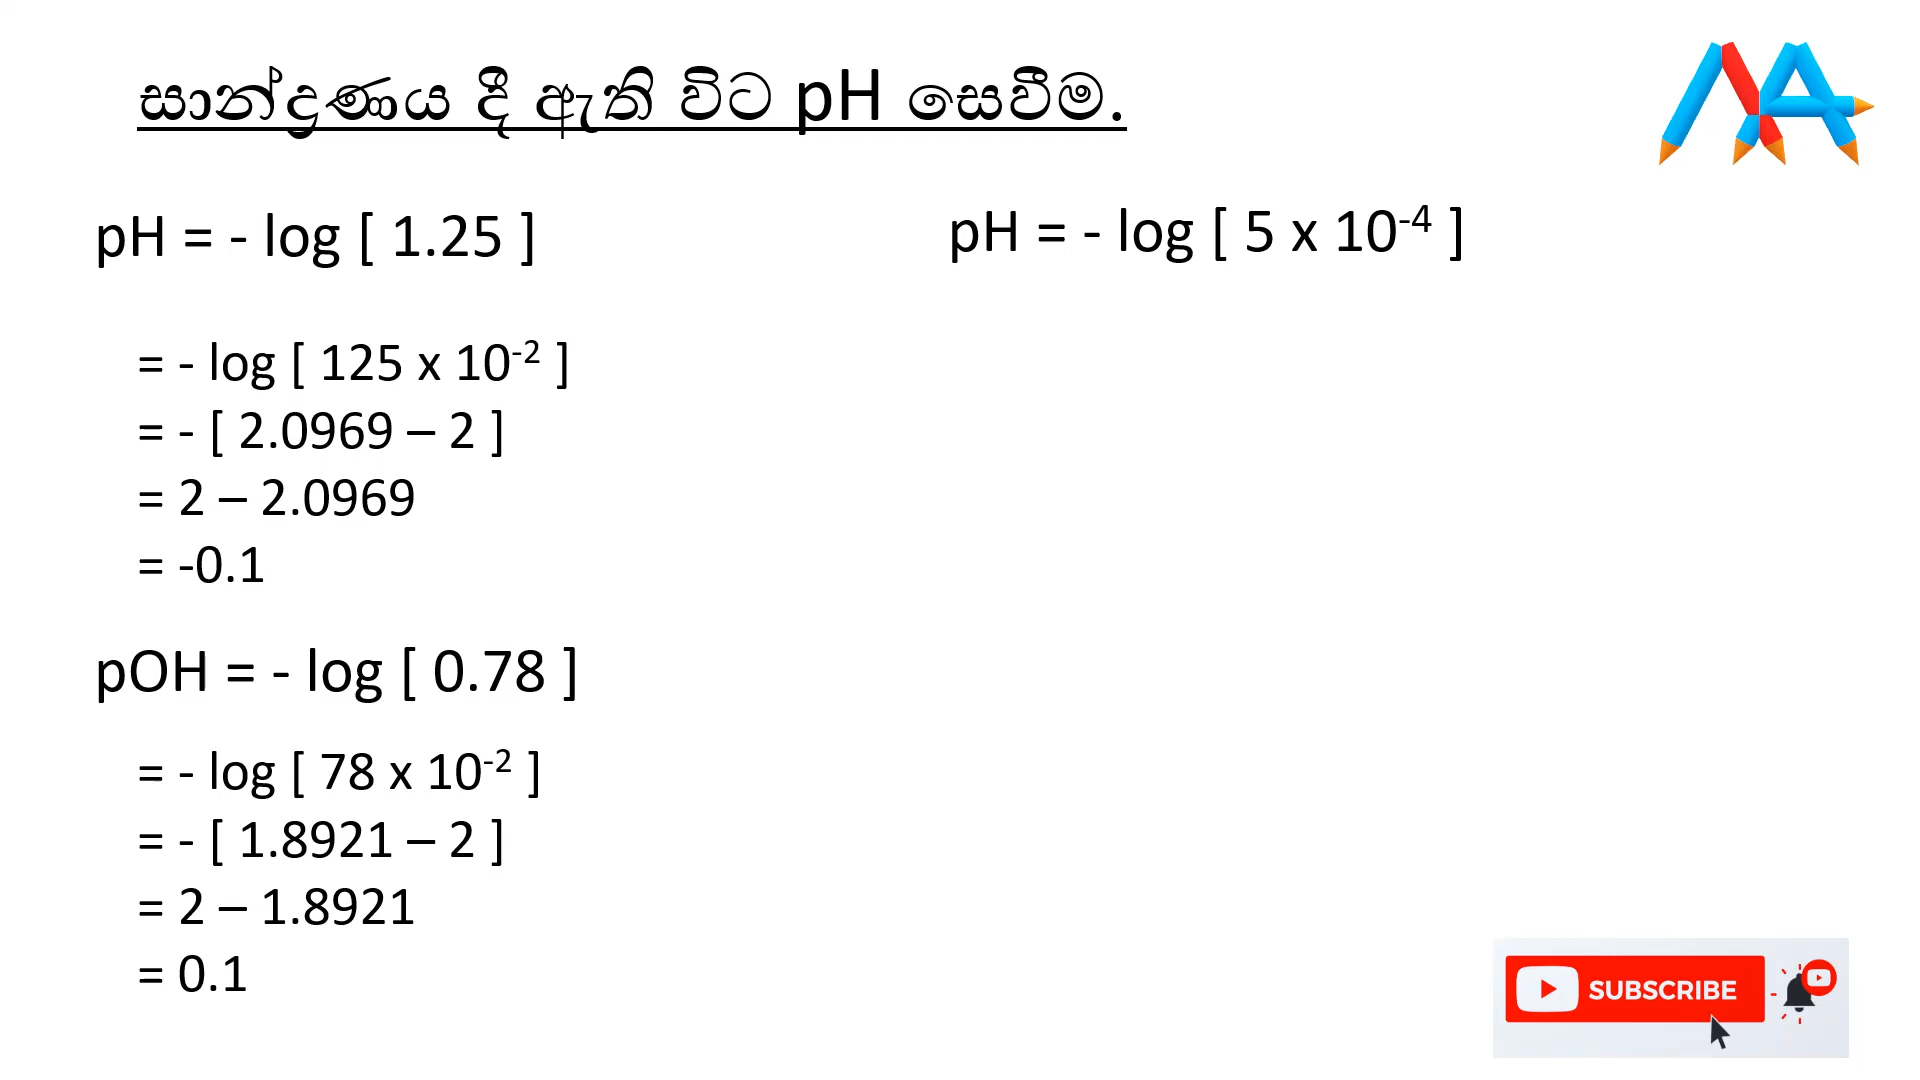 සාන්ද්‍රණය දී ඇති විට pH සෙවීම.
pH = - log [ 1.25 ]
= - log [ 125 x 10⁻² ]
= - [ 2.0969 – 2 ]
= 2 – 2.0969
= -0.1
pOH = - log [ 0.78 ]
= - log [ 78 x 10⁻² ]
= - [ 1.8921 – 2 ]
= 2 – 1.8921
= 0.1
pH = - log [ 5 x 10⁻⁴ ]
SUBSCRIBE